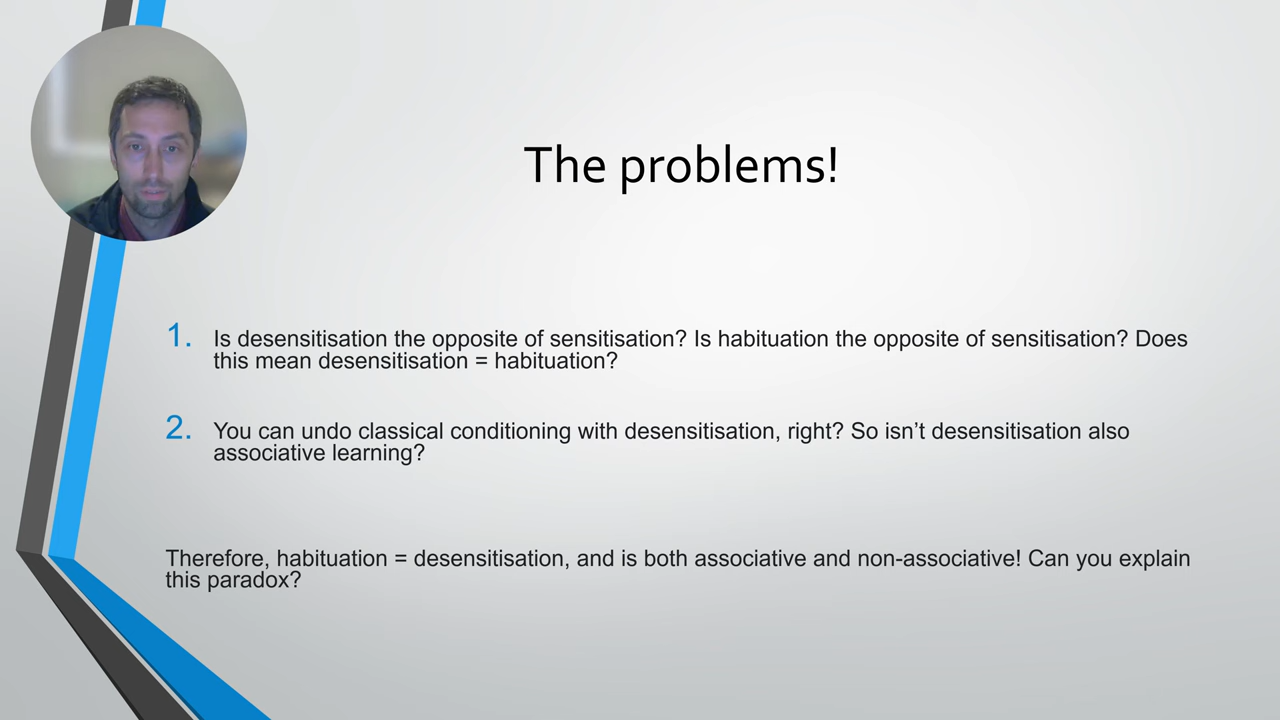 The problems!
1. Is desensitisation the opposite of sensitisation? Is habituation the opposite of sensitisation? Does
this mean desensitisation = habituation?
2. You can undo classical conditioning with desensitisation, right? So isn’t desensitisation also
associative learning?
Therefore, habituation = desensitisation, and is both associative and non-associative! Can you explain
this paradox?